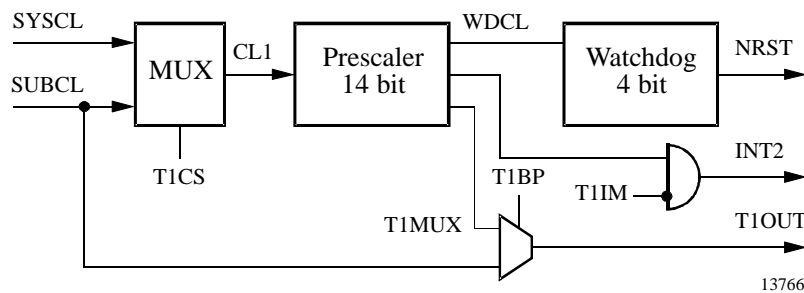 SYSCL
SUBCL
MUX
T1CS
CL1
Prescaler
14 bit
WDCL
Watchdog
4 bit
NRST
INT2
T1IM
T1BP
T1MUX
T1OUT
13766